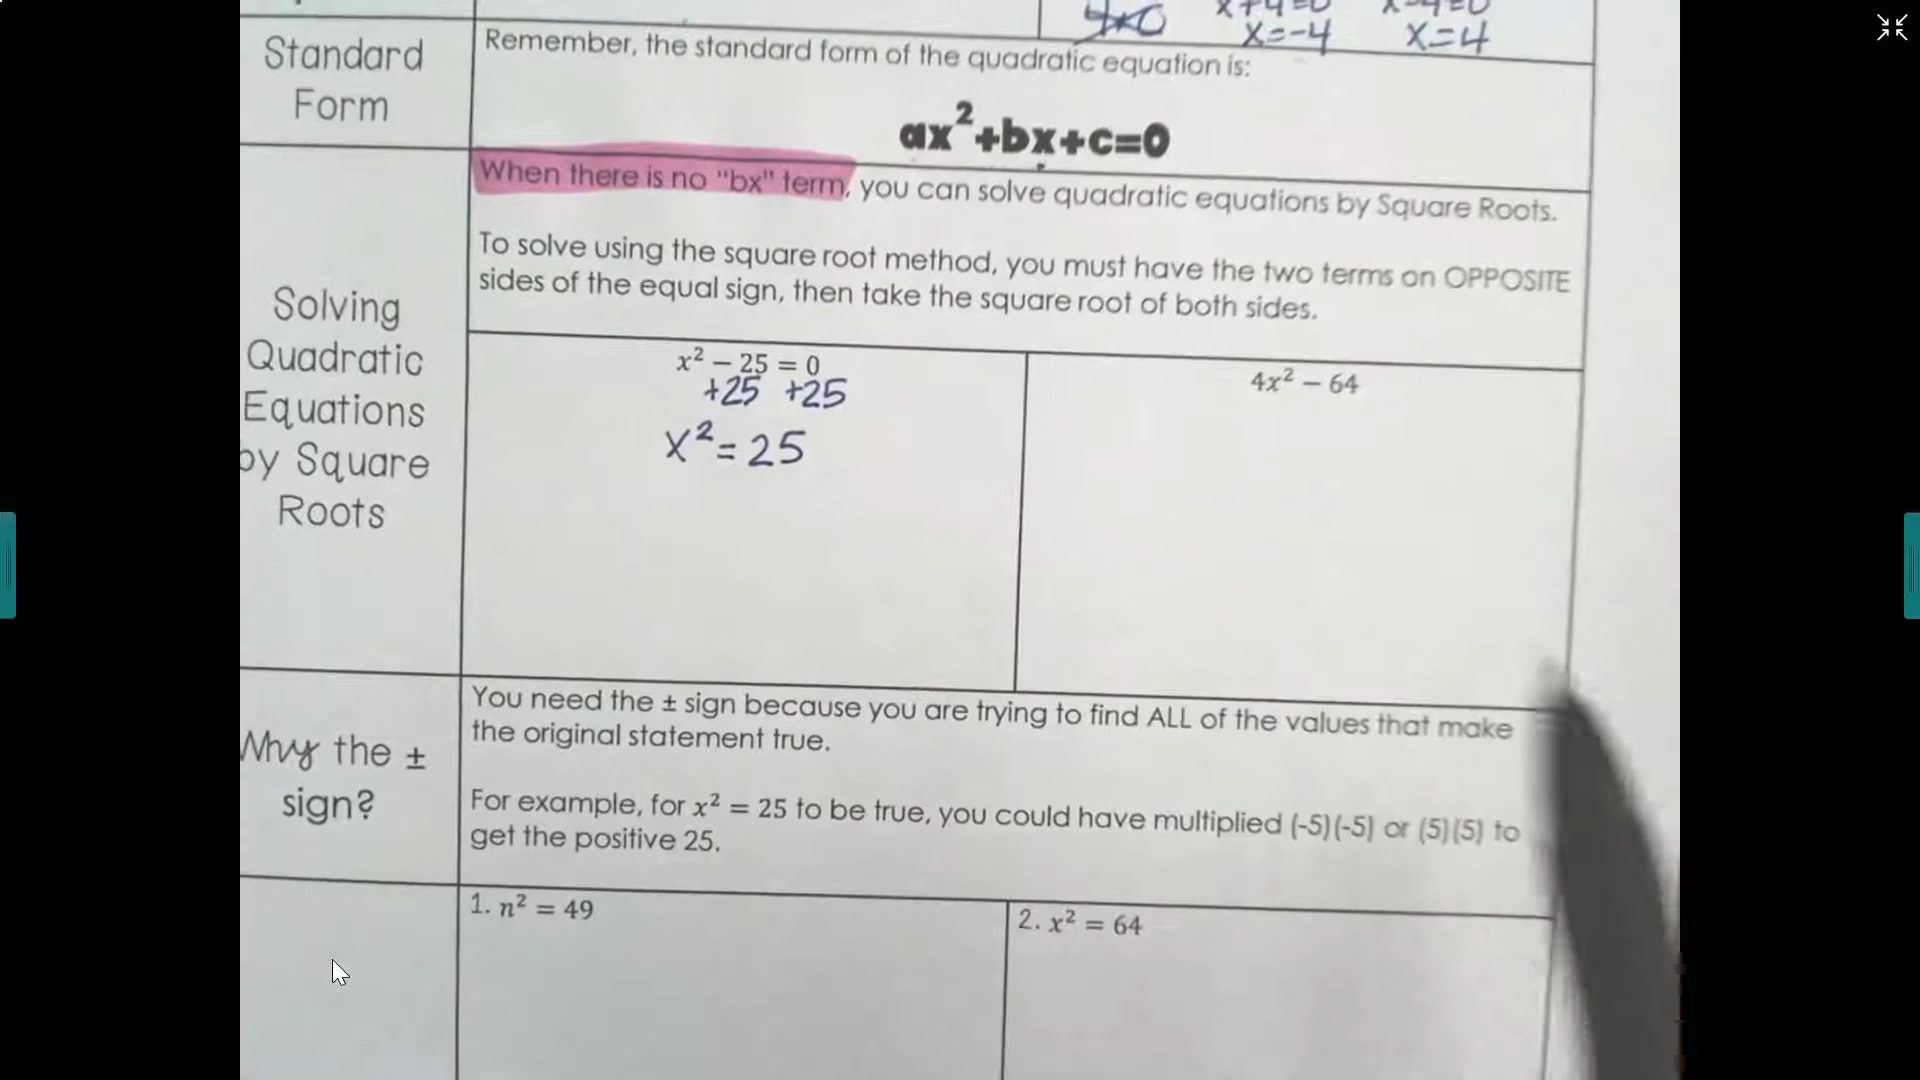 x+4=0
x=-4
x=4
Standard
Form
Remember, the standard form of the quadratic equation is:
ax²+bx+c=0
Solving
Quadratic
Equations
by Square
Roots
When there is no "bx" term, you can solve quadratic equations by Square Roots.
To solve using the square root method, you must have the two terms on OPPOSITE
sides of the equal sign, then take the square root of both sides.
x² – 25 = 0
+25 +25
x²=25
4x² – 64
Why the ±
sign?
You need the ± sign because you are trying to find ALL of the values that make
the original statement true.
For example, for x² = 25 to be true, you could have multiplied (-5)(-5) or (5)(5) to
get the positive 25.
1. n² = 49
2. x² = 64